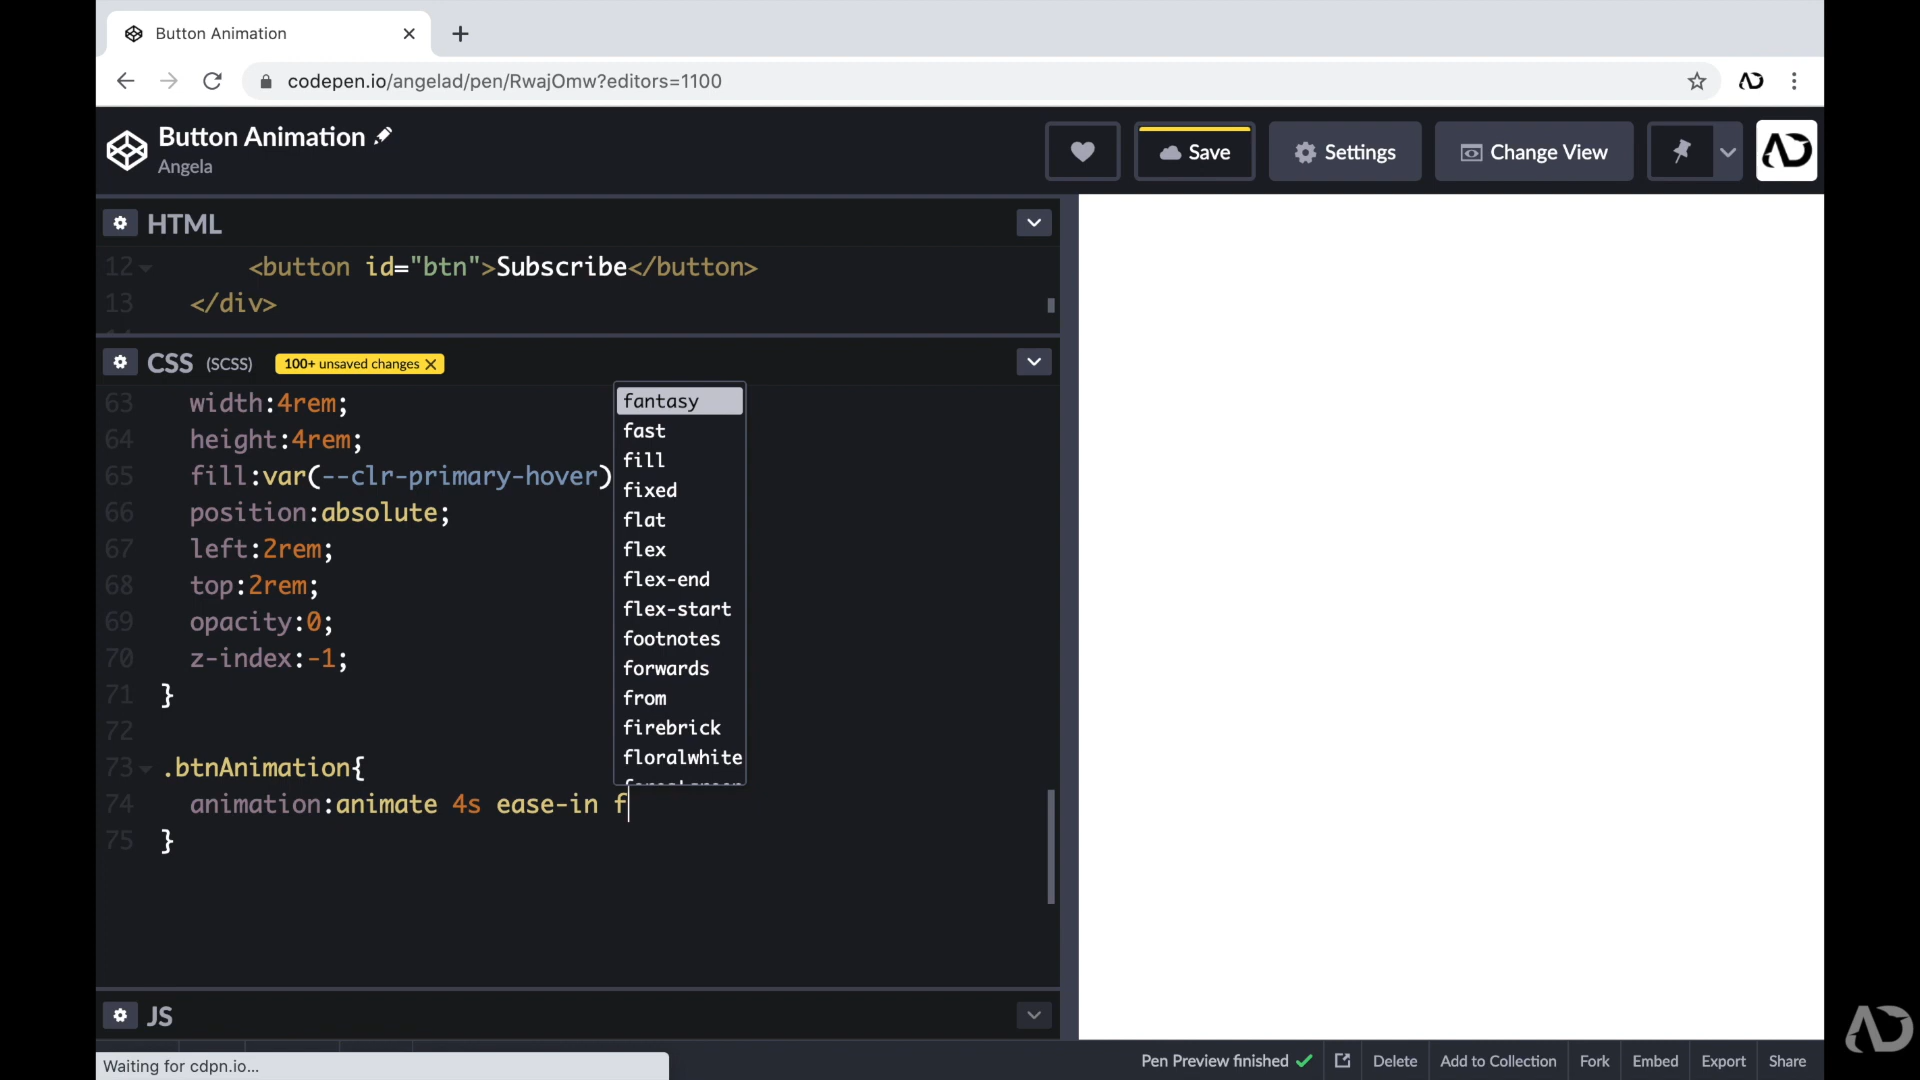 Button Animation
codepen.io/angelad/pen/RwajOmw?editors=1100
Button Animation
Angela
Save
Settings
Change View
HTML
12 <button id="btn">Subscribe</button>
13 </div>
CSS (SCSS) 100+ unsaved changes
63 width:4rem;
64 height:4rem;
65 fill:var(--clr-primary-hover)
66 position:absolute;
67 left:2rem;
68 top:2rem;
69 opacity:0;
70 z-index:-1;
71 }
72
73 .btnAnimation{
74 animation:animate 4s ease-in f
75 }
fantasy
fast
fill
fixed
flat
flex
flex-end
flex-start
footnotes
forwards
from
firebrick
floralwhite
JS
Waiting for cdpn.io...
Pen Preview finished
Delete
Add to Collection
Fork
Embed
Export
Share